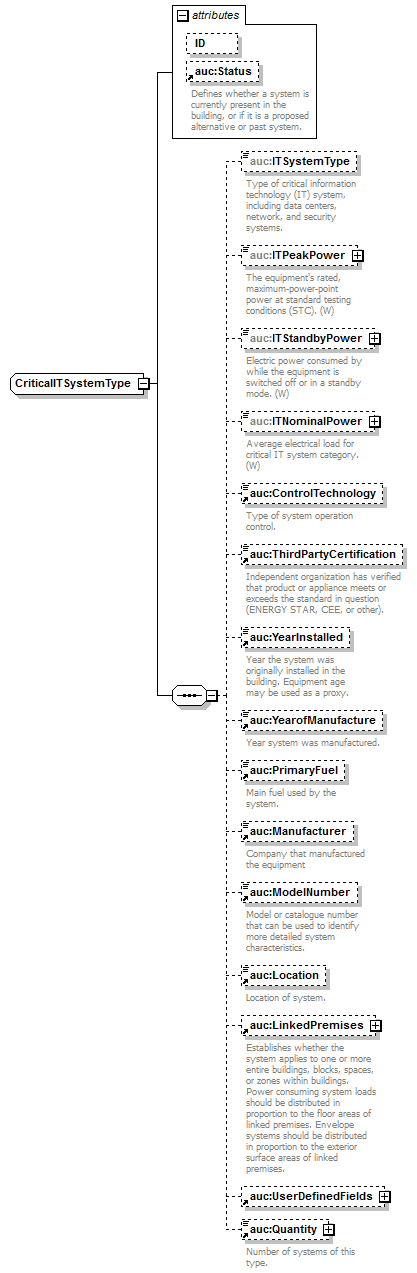 attributes
ID
auc:Status
Defines whether a system is
currently present in the
building, or if it is a proposed
alternative or past system.
auc:ITSystemType
Type of critical information
technology (IT) system,
including data centers,
network, and security
systems.
auc:ITPeakPower
The equipment's rated,
maximum-power-point
power at standard testing
conditions (STC). (W)
auc:ITStandbyPower
Electric power consumed by
while the equipment is
switched off or in a standby
mode. (W)
CriticalITSystemType
auc:ITNominalPower
Average electrical load for
critical IT system category.
(W)
auc:ControlTechnology
Type of system operation
control.
auc:ThirdPartyCertification
Independent organization has verified
that product or appliance meets or
exceeds the standard in question
(ENERGY STAR, CEE, or other).
auc:YearInstalled
Year the system was
originally installed in the
building. Equipment age
may be used as a proxy.
auc:YearofManufacture
Year system was manufactured.
auc:PrimaryFuel
Main fuel used by the
system.
auc:Manufacturer
Company that manufactured
the equipment
auc:ModelNumber
Model or catalogue number
that can be used to identify
more detailed system
characteristics.
auc:Location
Location of system.
auc:LinkedPremises
Establishes whether the
system applies to one or more
entire buildings, blocks, spaces,
or zones within buildings.
Power consuming system loads
should be distributed in
proportion to the floor areas of
linked premises. Envelope
systems should be distributed
in proportion to the exterior
surface areas of linked
premises.
auc:UserDefinedFields
auc:Quantity
Number of systems of this
type.